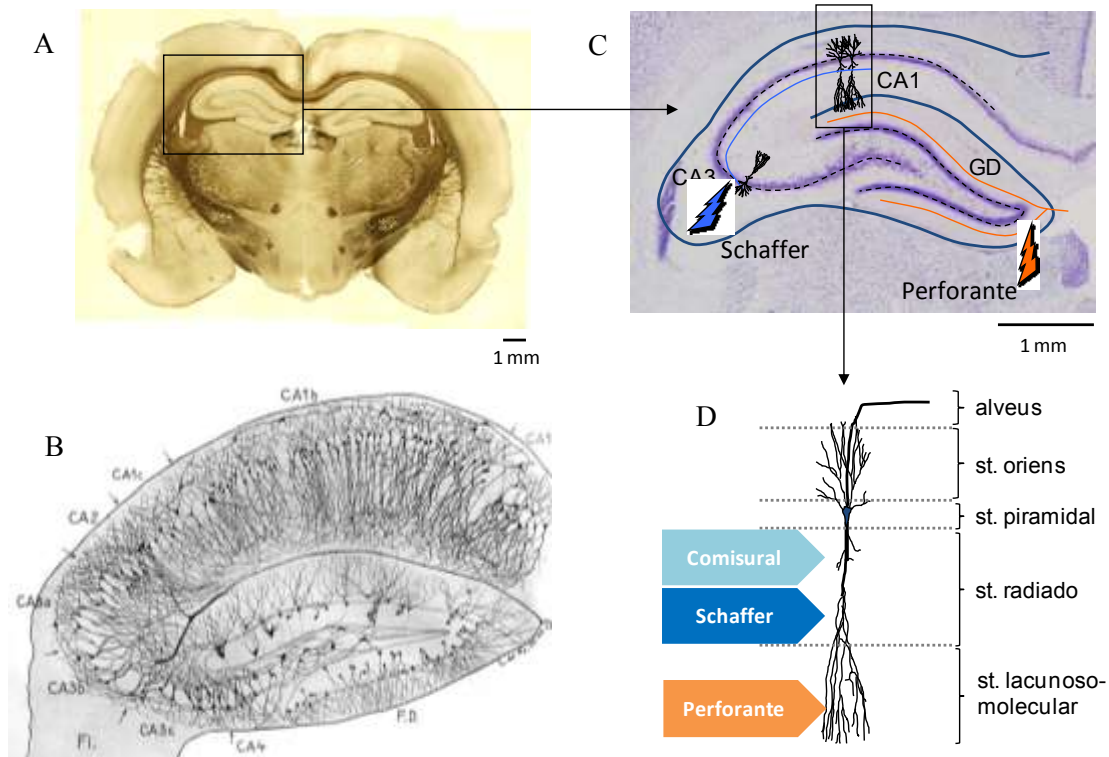 A
1 mm
C
CA1
GD
CA3
Schaffer
Perforante
1 mm
B
CA1b
CA1c
CA2
CA3a
CA3b
CA3c
CA4
F.D.
Fi.
D
alveus
st. oriens
st. piramidal
Comisural
st. radiado
Schaffer
Perforante
st. lacunoso-
molecular